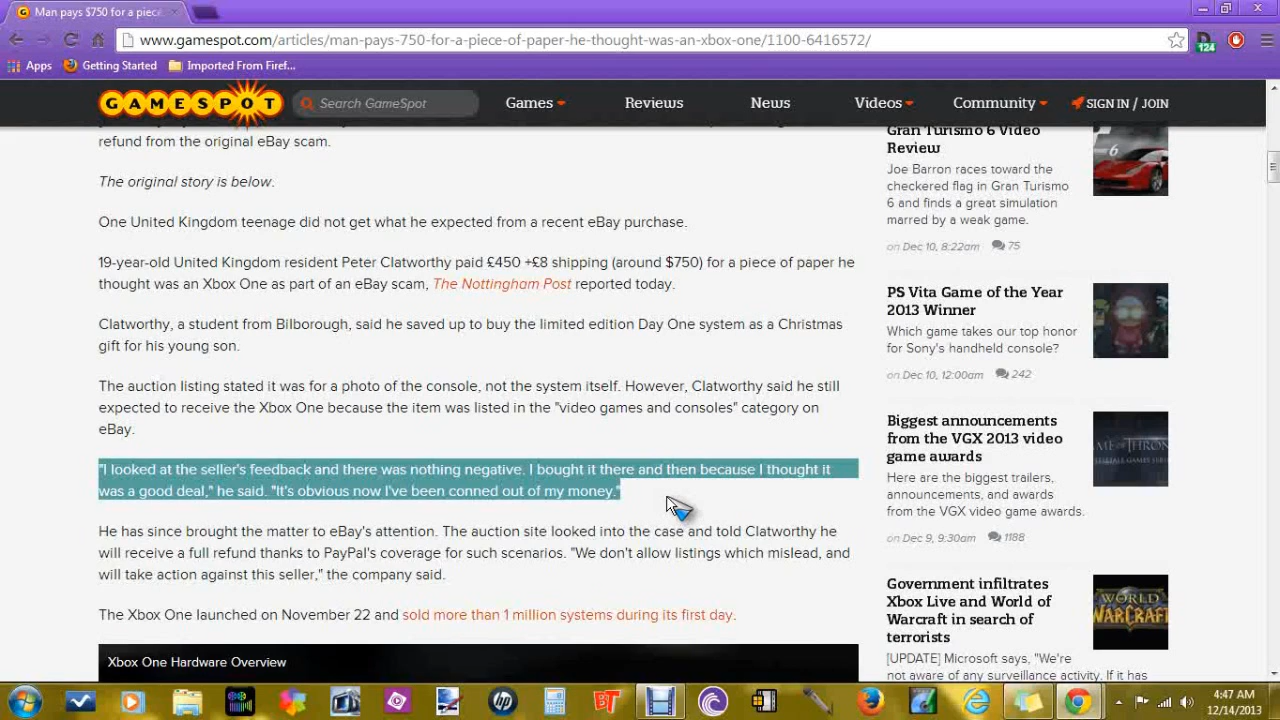 Man pays $750 for a piece
www.gamespot.com/articles/man-pays-750-for-a-piece-of-paper-he-thought-was-an-xbox-one/1100-6416572/
124
Apps
Getting Started
Imported From Firef...
GAMESPOT
Search GameSpot
Games
Reviews
News
Videos
Community
SIGN IN / JOIN
refund from the original eBay scam.
The original story is below.
One United Kingdom teenage did not get what he expected from a recent eBay purchase.
19-year-old United Kingdom resident Peter Clatworthy paid £450 +£8 shipping (around $750) for a piece of paper he
thought was an Xbox One as part of an eBay scam, The Nottingham Post reported today.
Clatworthy, a student from Bilborough, said he saved up to buy the limited edition Day One system as a Christmas
gift for his young son.
The auction listing stated it was for a photo of the console, not the system itself. However, Clatworthy said he still
expected to receive the Xbox One because the item was listed in the "video games and consoles" category on
eBay.
"I looked at the seller's feedback and there was nothing negative. I bought it there and then because I thought it
was a good deal," he said. "It's obvious now I've been conned out of my money."
He has since brought the matter to eBay's attention. The auction site looked into the case and told Clatworthy he
will receive a full refund thanks to PayPal's coverage for such scenarios. "We don't allow listings which mislead, and
will take action against this seller," the company said.
The Xbox One launched on November 22 and sold more than 1 million systems during its first day.
Xbox One Hardware Overview
Gran Turismo 6 Video
Review
Joe Barron races toward the
checkered flag in Gran Turismo
6 and finds a great simulation
marred by a weak game.
on Dec 10, 8:22am 75
6
PS Vita Game of the Year
2013 Winner
Which game takes our top honor
for Sony's handheld console?
on Dec 10, 12:00am 242
Biggest announcements
from the VGX 2013 video
game awards
Here are the biggest trailers,
announcements, and awards
from the VGX video game awards.
on Dec 9, 9:30am 1188
Government infiltrates
Xbox Live and World of
Warcraft in search of
terrorists
[UPDATE] Microsoft says, "We're
not aware of any surveillance activity. If it has
WORLD
WARCRAFT
hp
BT
4:47 AM
12/14/2013